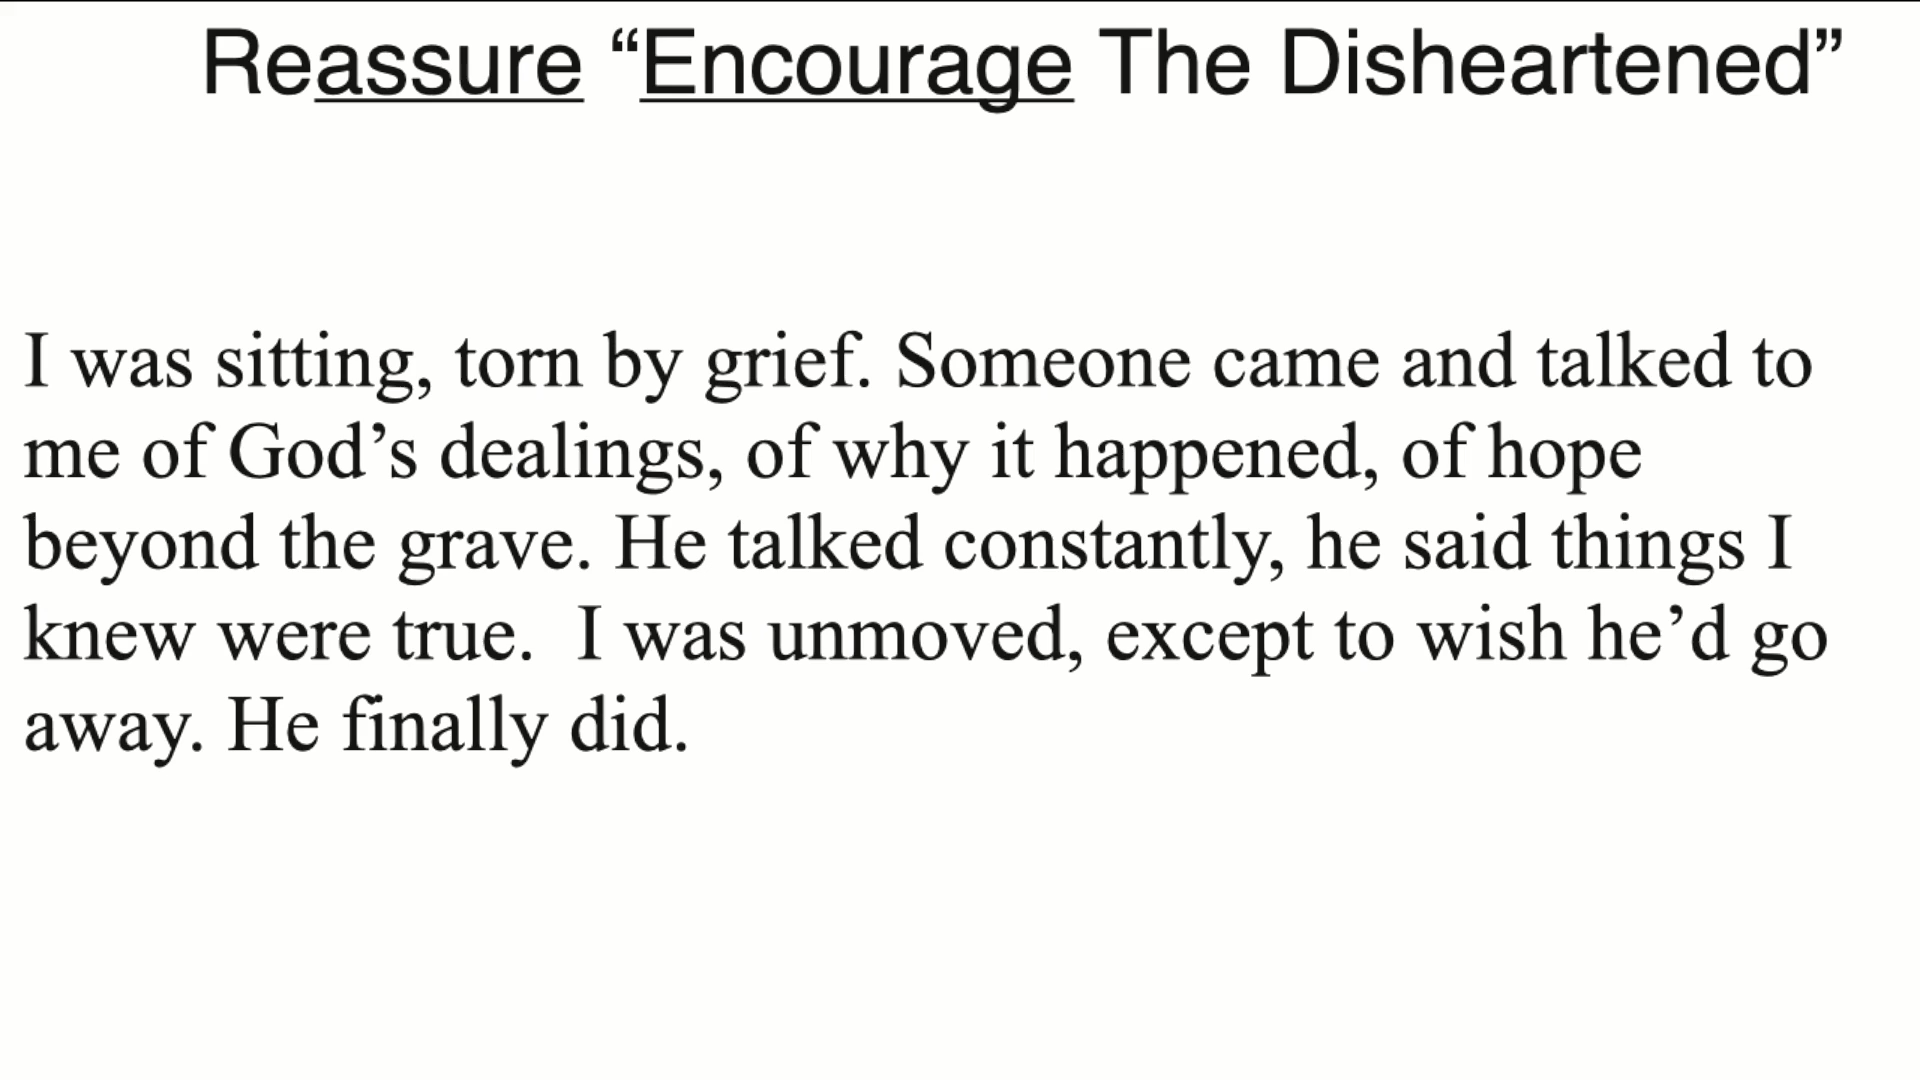 Reassure “Encourage The Disheartened”
I was sitting, torn by grief. Someone came and talked to
me of God’s dealings, of why it happened, of hope
beyond the grave. He talked constantly, he said things I
knew were true.  I was unmoved, except to wish he’d go
away. He finally did.